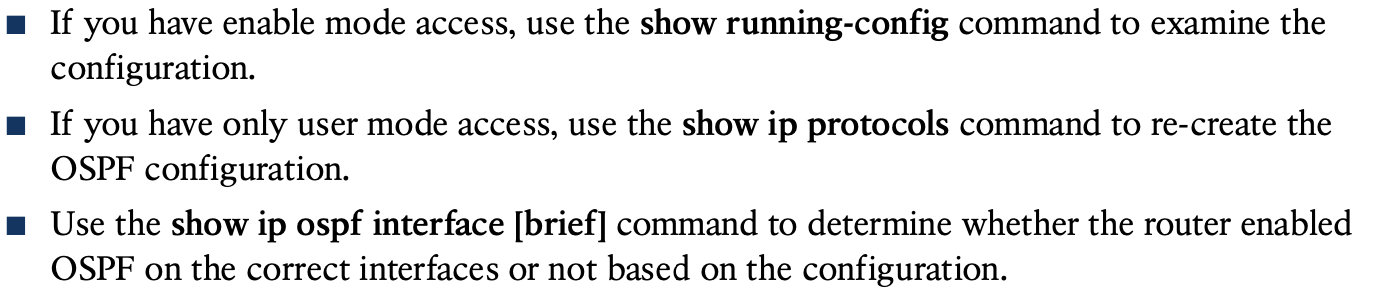 ■ If you have enable mode access, use the show running-config command to examine the
configuration.
■ If you have only user mode access, use the show ip protocols command to re-create the
OSPF configuration.
■ Use the show ip ospf interface [brief] command to determine whether the router enabled
OSPF on the correct interfaces or not based on the configuration.